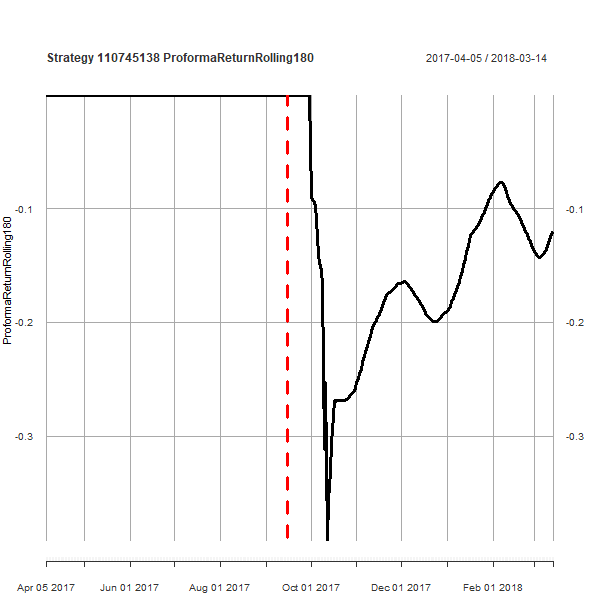 Strategy 110745138 ProformaReturnRolling180
2017-04-05 / 2018-03-14
ProformaReturnRolling180
-0.1
-0.1
-0.2
-0.2
-0.3
-0.3
Apr 05 2017 Jun 01 2017 Aug 01 2017 Oct 01 2017 Dec 01 2017 Feb 01 2018